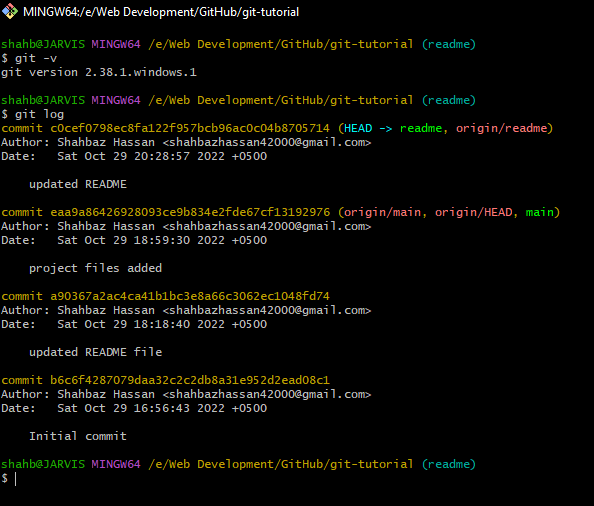 MINGW64:/e/Web Development/GitHub/git-tutorial
shahb@JARVIS MINGW64 /e/Web Development/GitHub/git-tutorial (readme)
$ git -v
git version 2.38.1.windows.1
shahb@JARVIS MINGW64 /e/Web Development/GitHub/git-tutorial (readme)
$ git log
commit c0cef0798ec8fa122f957bcb96ac0c04b8705714 (HEAD -> readme, origin/readme)
Author: Shahbaz Hassan <shahbazhassan42000@gmail.com>
Date:   Sat Oct 29 20:28:57 2022 +0500
    updated README
commit eaa9a86426928093ce9b834e2fde67cf13192976 (origin/main, origin/HEAD, main)
Author: Shahbaz Hassan <shahbazhassan42000@gmail.com>
Date:   Sat Oct 29 18:59:30 2022 +0500
    project files added
commit a90367a2ac4ca41b1bc3e8a66c3062ec1048fd74
Author: Shahbaz Hassan <shahbazhassan42000@gmail.com>
Date:   Sat Oct 29 18:18:40 2022 +0500
    updated README file
commit b6c6f4287079daa32c2c2db8a31e952d2ead08c1
Author: Shahbaz Hassan <shahbazhassan42000@gmail.com>
Date:   Sat Oct 29 16:56:43 2022 +0500
    Initial commit
shahb@JARVIS MINGW64 /e/Web Development/GitHub/git-tutorial (readme)
$